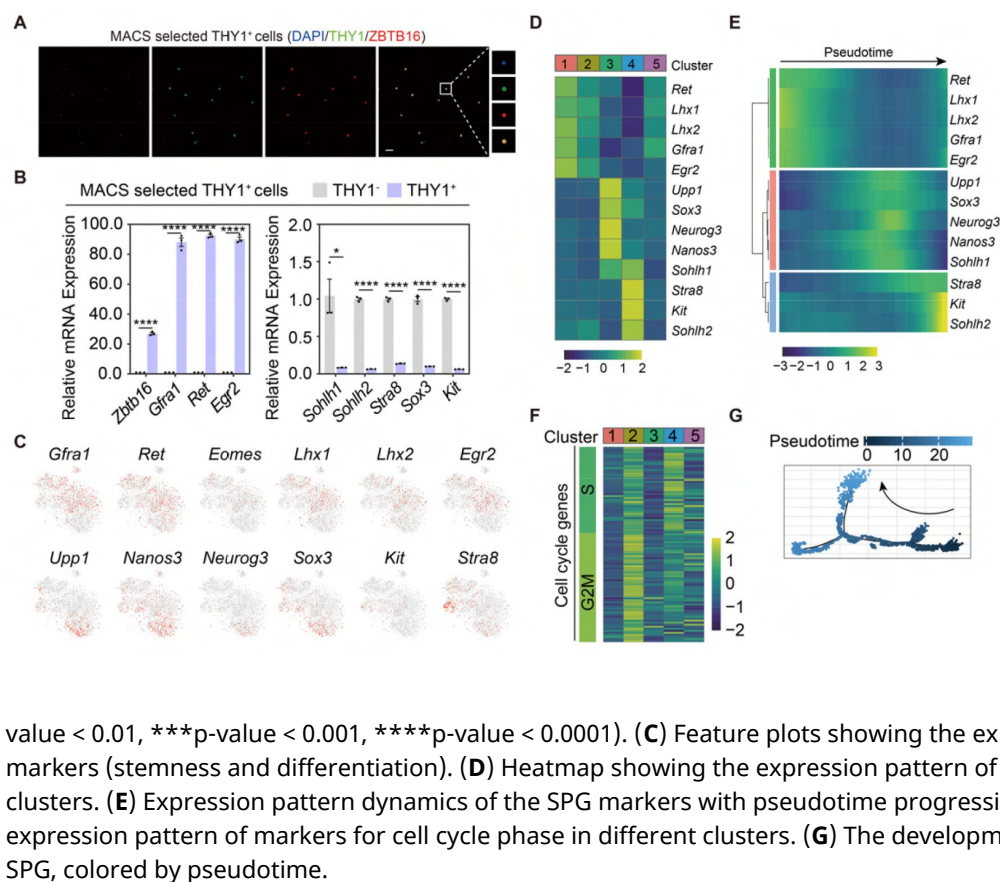 A
MACS selected THY1⁺ cells (DAPI/THY1/ZBTB16)
B
MACS selected THY1⁺ cells THY1⁻ THY1⁺
Relative mRNA Expression
100.0
80.0
60.0
40.0
20.0
0.0
**** **** **** ****
Zbtb16 Gfra1 Ret Egr2
Relative mRNA Expression
2.0
1.5
1.0
0.5
0.0
* **** **** **** ****
Sohlh1 Sohlh2 Stra8 Sox3 Kit
C
Gfra1 Ret Eomes Lhx1 Lhx2 Egr2
Upp1 Nanos3 Neurog3 Sox3 Kit Stra8
D
1 2 3 4 5 Cluster
Ret
Lhx1
Lhx2
Gfra1
Egr2
Upp1
Sox3
Neurog3
Nanos3
Sohlh1
Stra8
Kit
Sohlh2
−2 −1 0 1 2
E
Pseudotime
Ret
Lhx1
Lhx2
Gfra1
Egr2
Upp1
Sox3
Neurog3
Nanos3
Sohlh1
Stra8
Kit
Sohlh2
−3 −2 −1 0 1 2 3
F
Cluster 1 2 3 4 5
Cell cycle genes
S
G2M
2
1
0
−1
−2
G
Pseudotime
0 10 20
value < 0.01, ***p-value < 0.001, ****p-value < 0.0001). (C) Feature plots showing the ex
markers (stemness and differentiation). (D) Heatmap showing the expression pattern of
clusters. (E) Expression pattern dynamics of the SPG markers with pseudotime progressi
expression pattern of markers for cell cycle phase in different clusters. (G) The developm
SPG, colored by pseudotime.